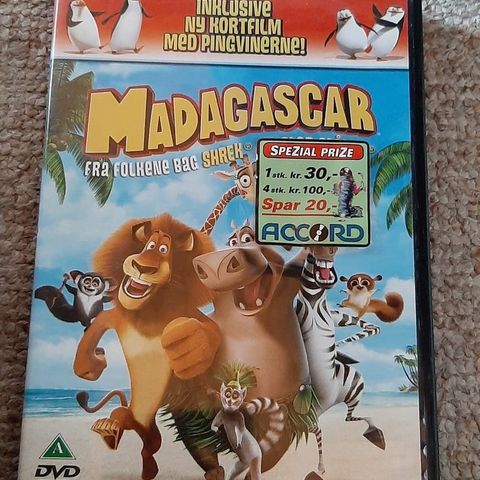 INKLUSIVE
NY KORTFILM
MED PINGVINERNE!
MADAGASCAR
FRA FOLKENE BAG SHREK
SPEZIAL PRIZE
1 stk. kr. 30,-
4 stk. kr. 100,-
Spar 20,-
ACCORD
A
DVD